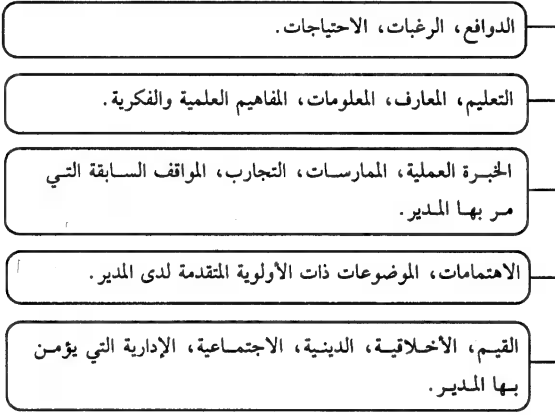 الدوافع، الرغبات، الاحتياجات.
التعليم، المعارف، المعلومات، المفاهيم العلمية والفكرية.
الخبرة العملية، الممارسات، التجارب، المواقف السابقة التي
مر بها المدير.
الاهتمامات، الموضوعات ذات الأولوية المتقدمة لدى المدير.
القيم، الأخلاقية، الدينية، الاجتماعية، الإدارية التي يؤمن
بها المدير.